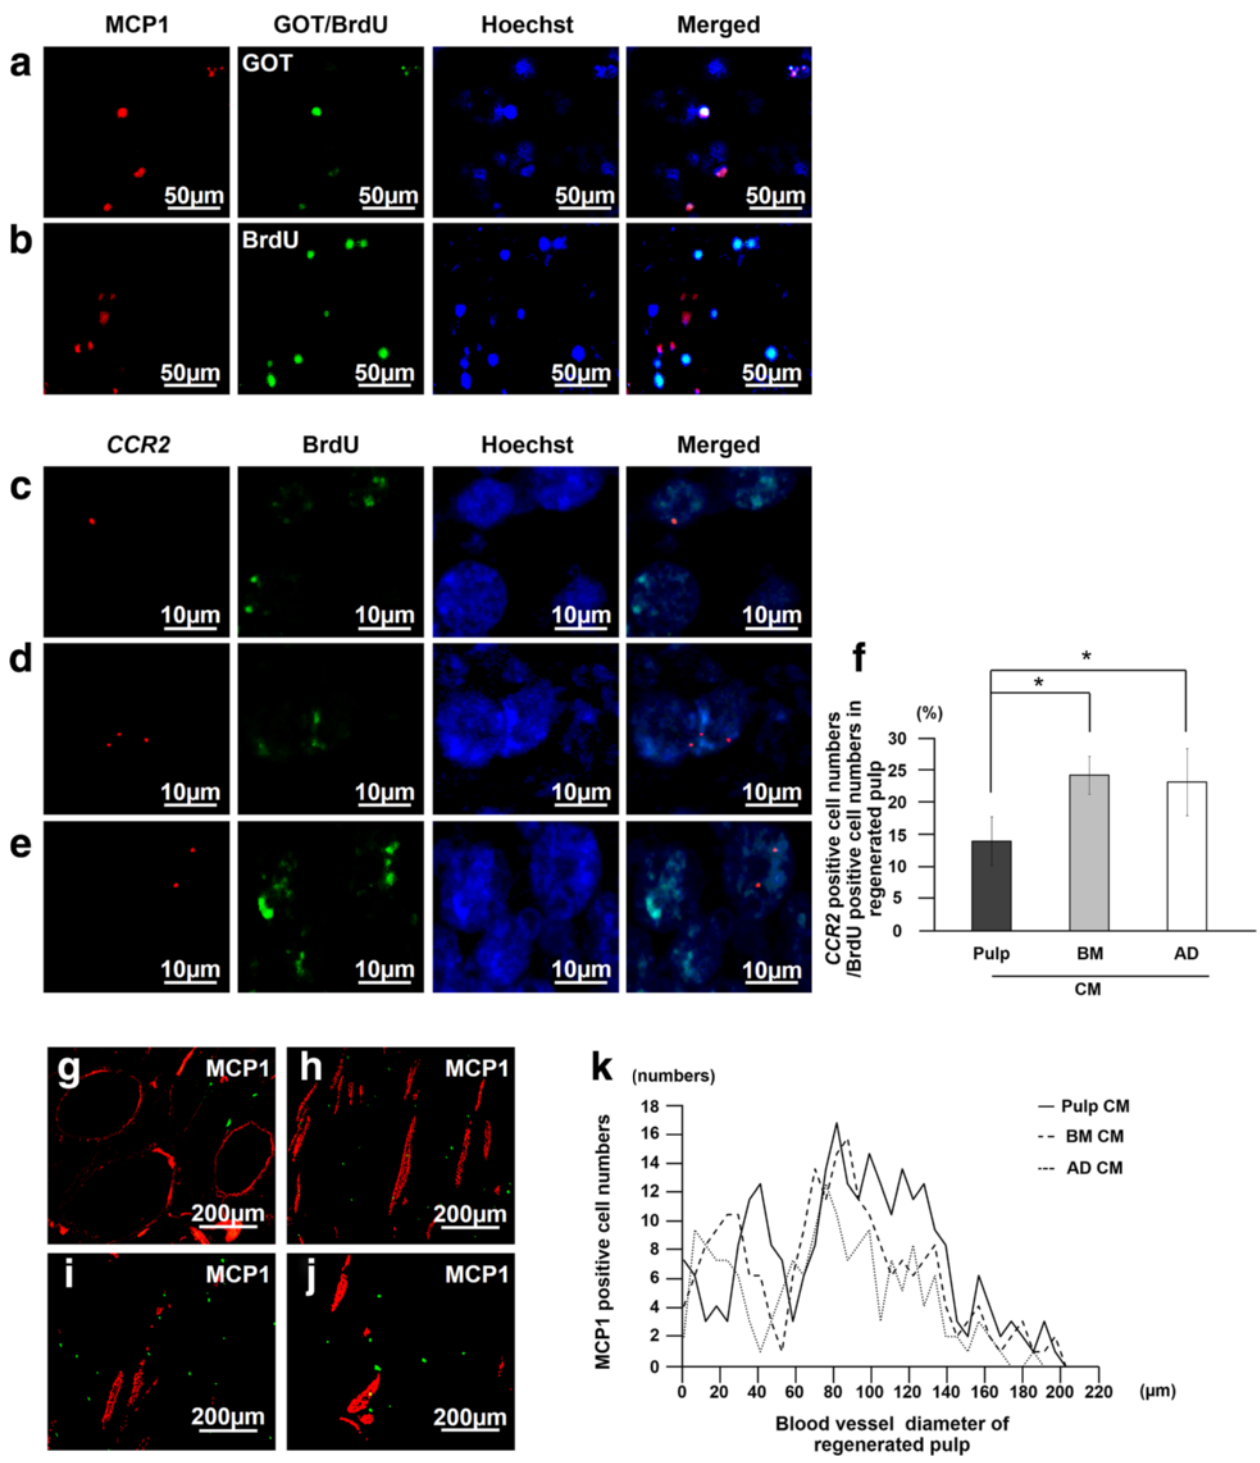 MCP1 GOT/BrdU Hoechst Merged
a GOT
50µm 50µm 50µm 50µm
b BrdU
50µm 50µm 50µm 50µm
CCR2 BrdU Hoechst Merged
c
10µm 10µm 10µm 10µm
d
10µm 10µm 10µm 10µm
e
10µm 10µm 10µm 10µm
f
*
*
(%)
CCR2 positive cell numbers
/BrdU positive cell numbers in
regenerated pulp
30
25
20
15
10
5
0
Pulp BM AD
CM
g MCP1
200µm
h MCP1
200µm
i MCP1
200µm
j MCP1
200µm
k (numbers)
MCP1 positive cell numbers
18
16
14
12
10
8
6
4
2
0
Pulp CM
BM CM
AD CM
0 20 40 60 80 100 120 140 160 180 200 220 (µm)
Blood vessel diameter of
regenerated pulp